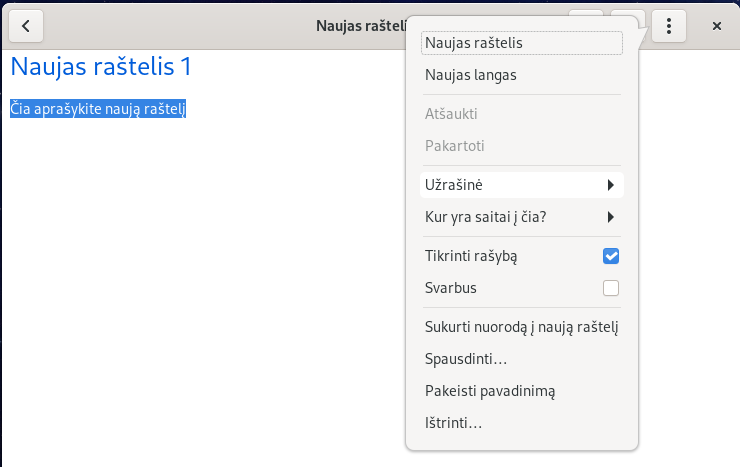 Naujas raštelis
Naujas raštelis 1
Čia aprašykite naują raštelį
Naujas raštelis
Naujas langas
Atšaukti
Pakartoti
Užrašinė
Kur yra saitai į čia?
Tikrinti rašybą
Svarbus
Sukurti nuorodą į naują raštelį
Spausdinti…
Pakeisti pavadinimą
Ištrinti…